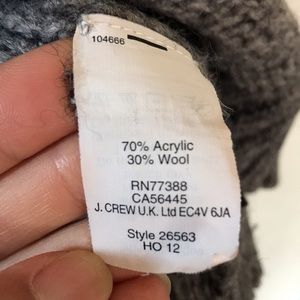 104666
70% Acrylic
30% Wool
RN77388
CA56445
J. CREW U.K. Ltd EC4V 6JA
Style 26563
HO 12